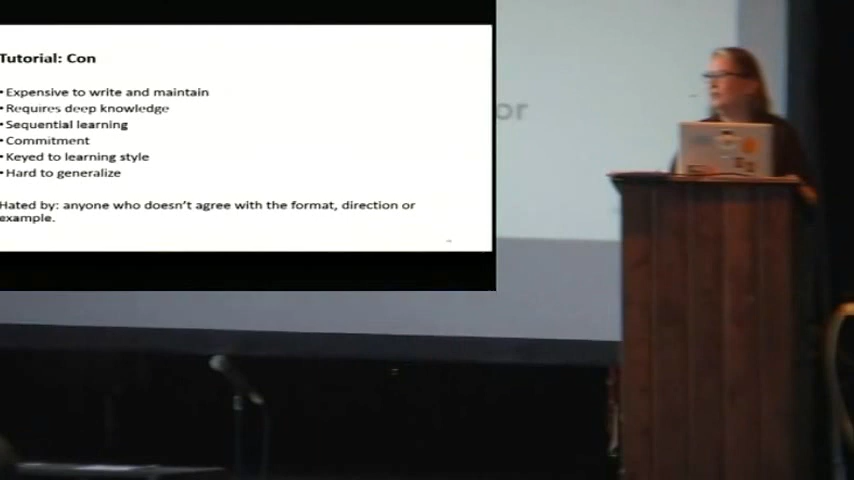 Tutorial: Con
• Expensive to write and maintain
• Requires deep knowledge
• Sequential learning
• Commitment
• Keyed to learning style
• Hard to generalize
Hated by: anyone who doesn't agree with the format, direction or
example.
or